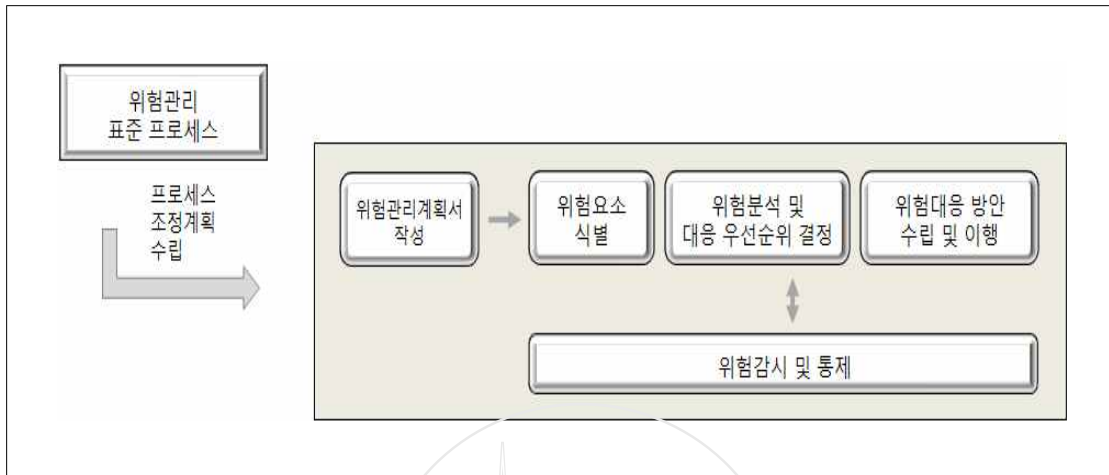 위험관리
표준 프로세스
프로세스
조정계획
수립
위험관리계획서
작성
위험요소
식별
위험분석 및
대응 우선순위 결정
위험대응 방안
수립 및 이행
위험감시 및 통제